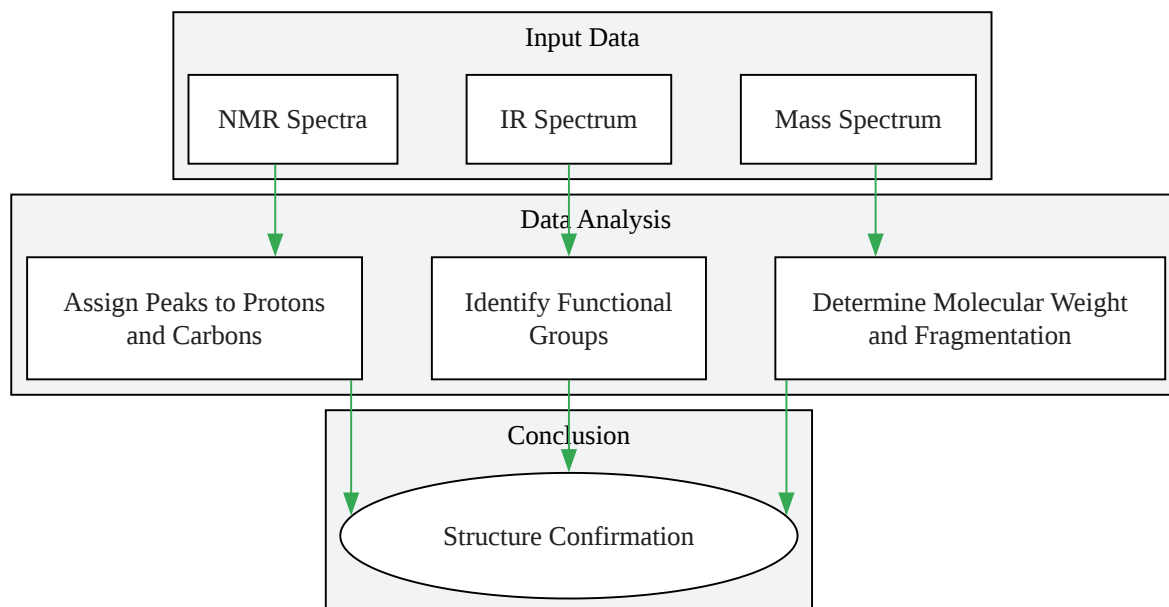 Input Data
NMR Spectra
IR Spectrum
Mass Spectrum
Data Analysis
Assign Peaks to Protons
and Carbons
Identify Functional
Groups
Determine Molecular Weight
and Fragmentation
Conclusion
Structure Confirmation